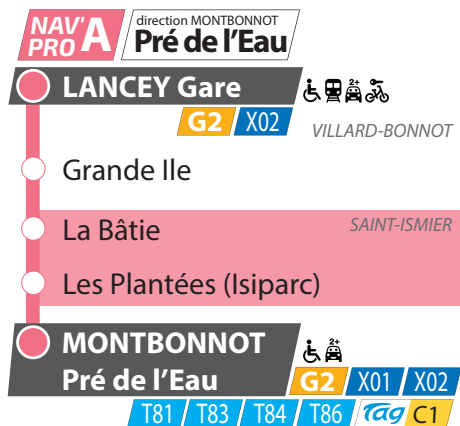 NAV'
PRO A
direction MONTBONNOT
Pré de l'Eau
LANCEY Gare
2+
G2 X02
VILLARD-BONNOT
Grande Ile
La Bâtie
SAINT-ISMIER
Les Plantées (Isiparc)
MONTBONNOT
2+
Pré de l'Eau
G2 X01 X02
T81 T83 T84 T86 Tag C1